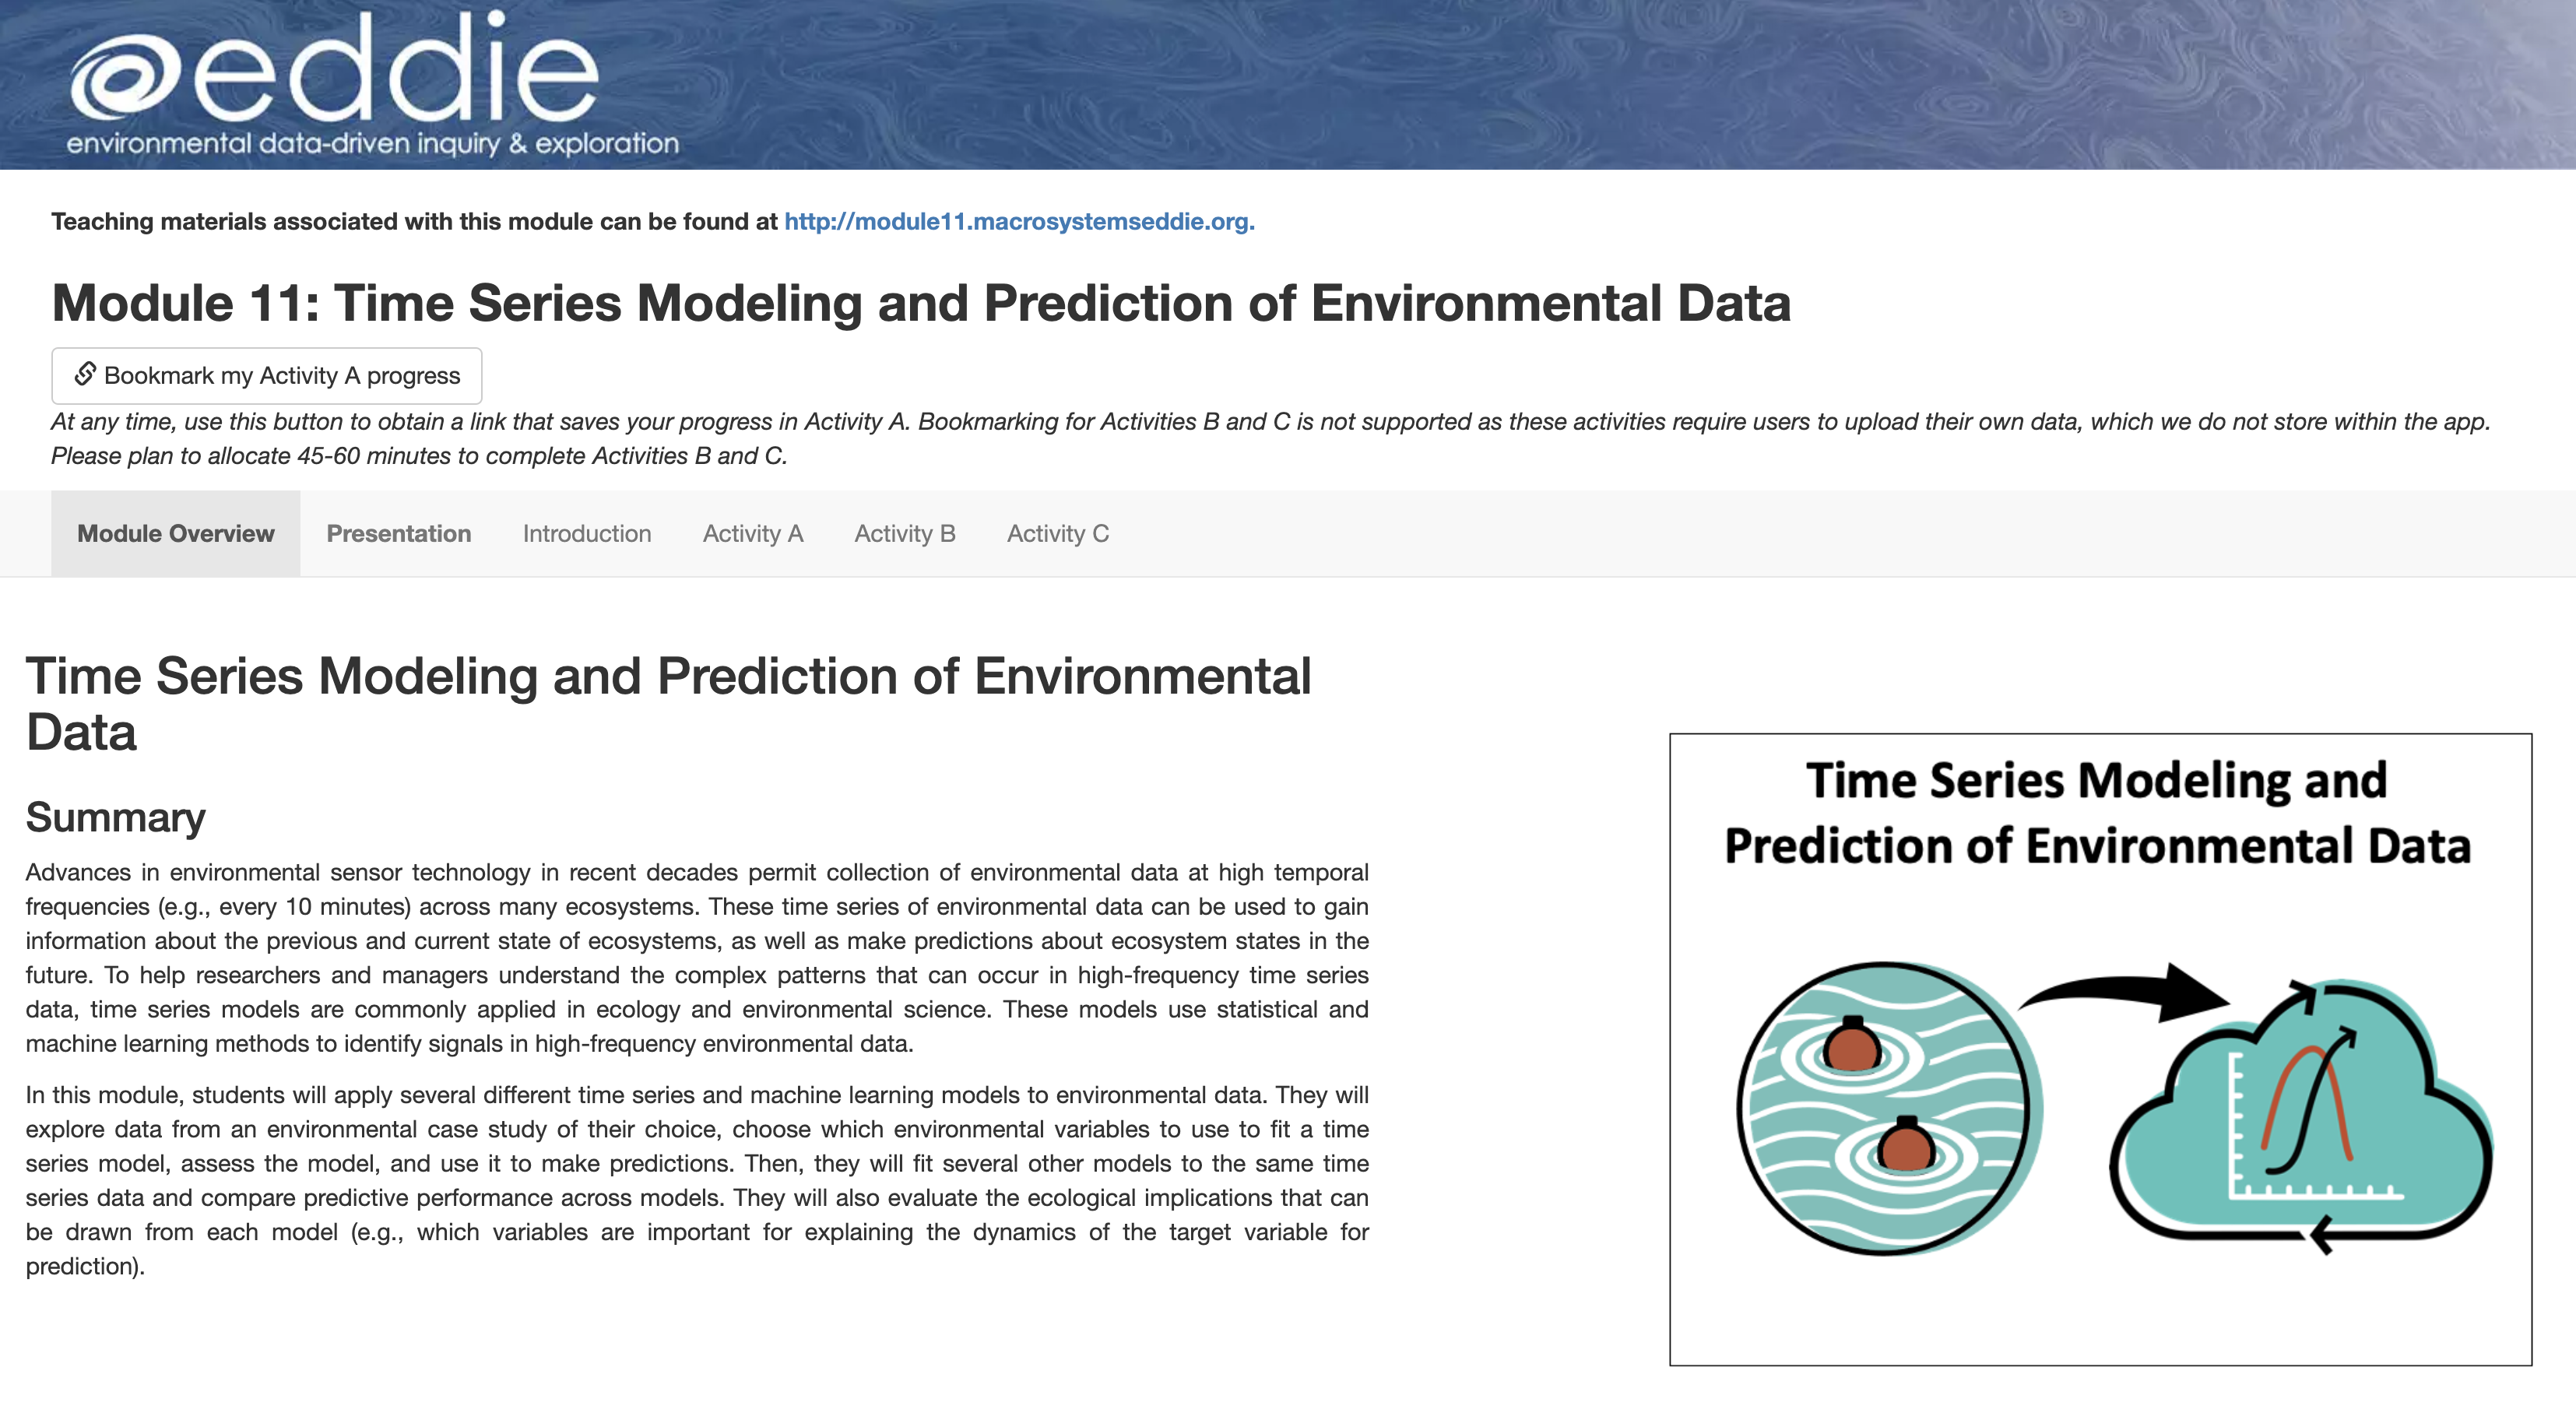 eddie
environmental data-driven inquiry & exploration
Teaching materials associated with this module can be found at http://module11.macrosystemseddie.org.
Module 11: Time Series Modeling and Prediction of Environmental Data
Bookmark my Activity A progress
At any time, use this button to obtain a link that saves your progress in Activity A. Bookmarking for Activities B and C is not supported as these activities require users to upload their own data, which we do not store within the app.
Please plan to allocate 45-60 minutes to complete Activities B and C.
Module Overview Presentation Introduction Activity A Activity B Activity C
Time Series Modeling and Prediction of Environmental
Data
Summary
Advances in environmental sensor technology in recent decades permit collection of environmental data at high temporal
frequencies (e.g., every 10 minutes) across many ecosystems. These time series of environmental data can be used to gain
information about the previous and current state of ecosystems, as well as make predictions about ecosystem states in the
future. To help researchers and managers understand the complex patterns that can occur in high-frequency time series
data, time series models are commonly applied in ecology and environmental science. These models use statistical and
machine learning methods to identify signals in high-frequency environmental data.
In this module, students will apply several different time series and machine learning models to environmental data. They will
explore data from an environmental case study of their choice, choose which environmental variables to use to fit a time
series model, assess the model, and use it to make predictions. Then, they will fit several other models to the same time
series data and compare predictive performance across models. They will also evaluate the ecological implications that can
be drawn from each model (e.g., which variables are important for explaining the dynamics of the target variable for
prediction).
Time Series Modeling and
Prediction of Environmental Data